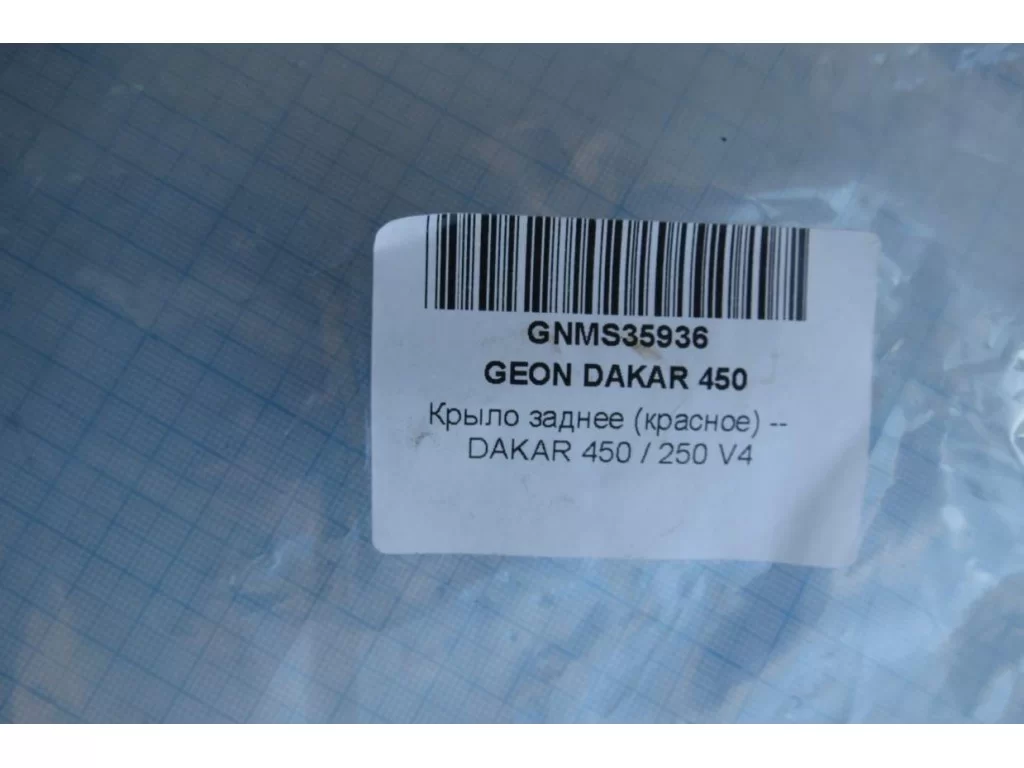 GNMS35936
GEON DAKAR 450
Крыло заднее (красное) --
DAKAR 450 / 250 V4